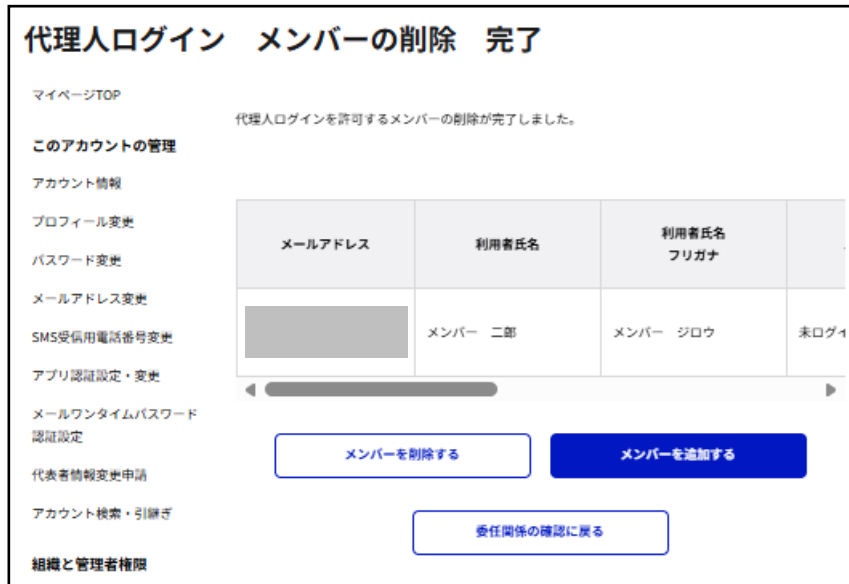 代理人ログイン　メンバーの削除　完了
マイページTOP
このアカウントの管理
アカウント情報
プロフィール変更
パスワード変更
メールアドレス変更
SMS受信用電話番号変更
アプリ認証設定・変更
メールワンタイムパスワード
認証設定
代表者情報変更申請
アカウント検索・引継ぎ
組織と管理者権限
代理人ログインを許可するメンバーの削除が完了しました。
メールアドレス
利用者氏名
利用者氏名
フリガナ
メンバー　二郎
メンバー　ジロウ
未ログイ
メンバーを削除する
メンバーを追加する
委任関係の確認に戻る